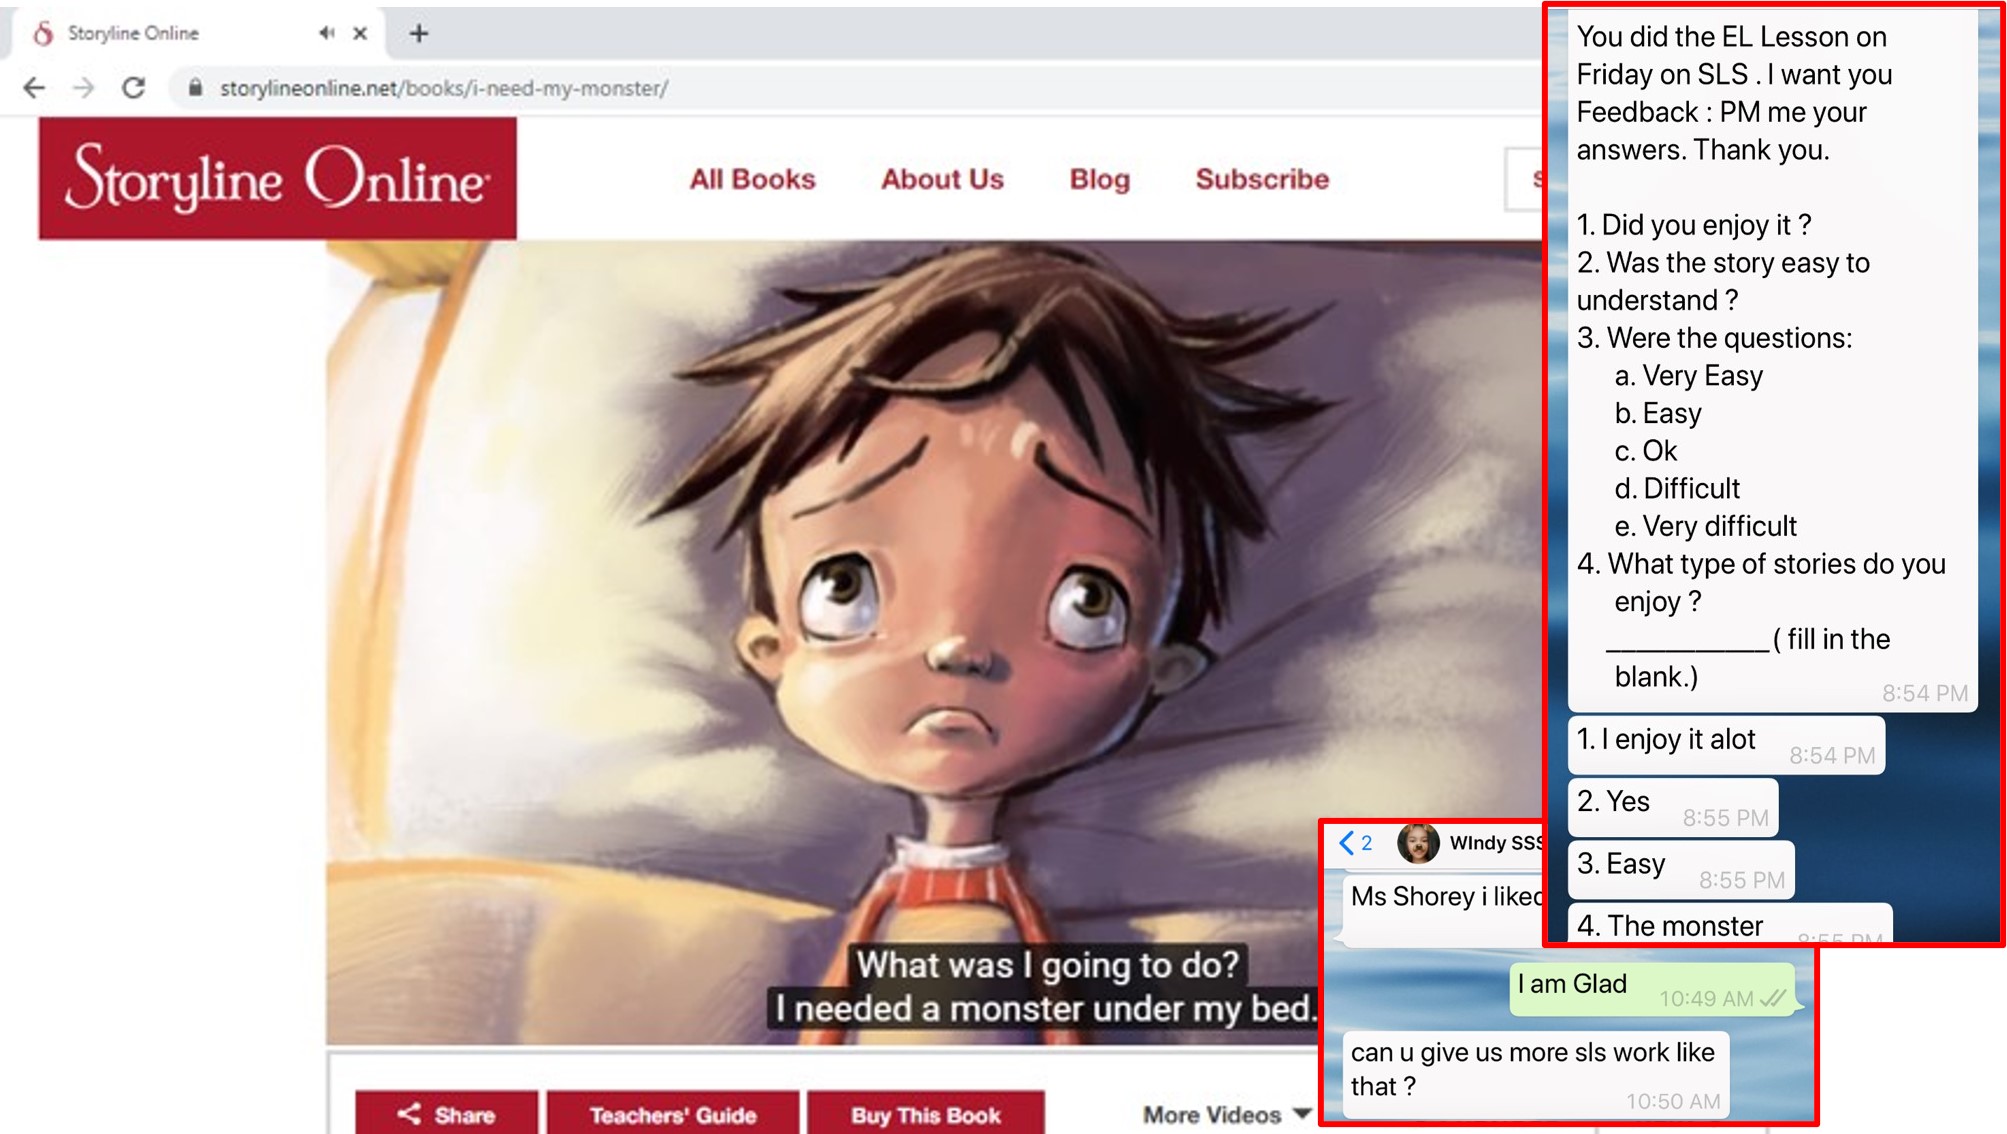 Storyline Online
storylineonline.net/books/i-need-my-monster/
Storyline Online
All Books
About Us
Blog
Subscribe
What was I going to do?
I needed a monster under my bed.
Share
Teachers' Guide
Buy This Book
More Videos
You did the EL Lesson on
Friday on SLS . I want you
Feedback : PM me your
answers. Thank you.
1. Did you enjoy it ?
2. Was the story easy to
understand ?
3. Were the questions:
a. Very Easy
b. Easy
c. Ok
d. Difficult
e. Very difficult
4. What type of stories do you
enjoy ?
____________( fill in the
blank.)
8:54 PM
1. I enjoy it alot
8:54 PM
2. Yes
8:55 PM
3. Easy
8:55 PM
4. The monster
8:55 PM
2
WIndy SSS
Ms Shorey i liked
I am Glad
10:49 AM
can u give us more sls work like
that ?
10:50 AM